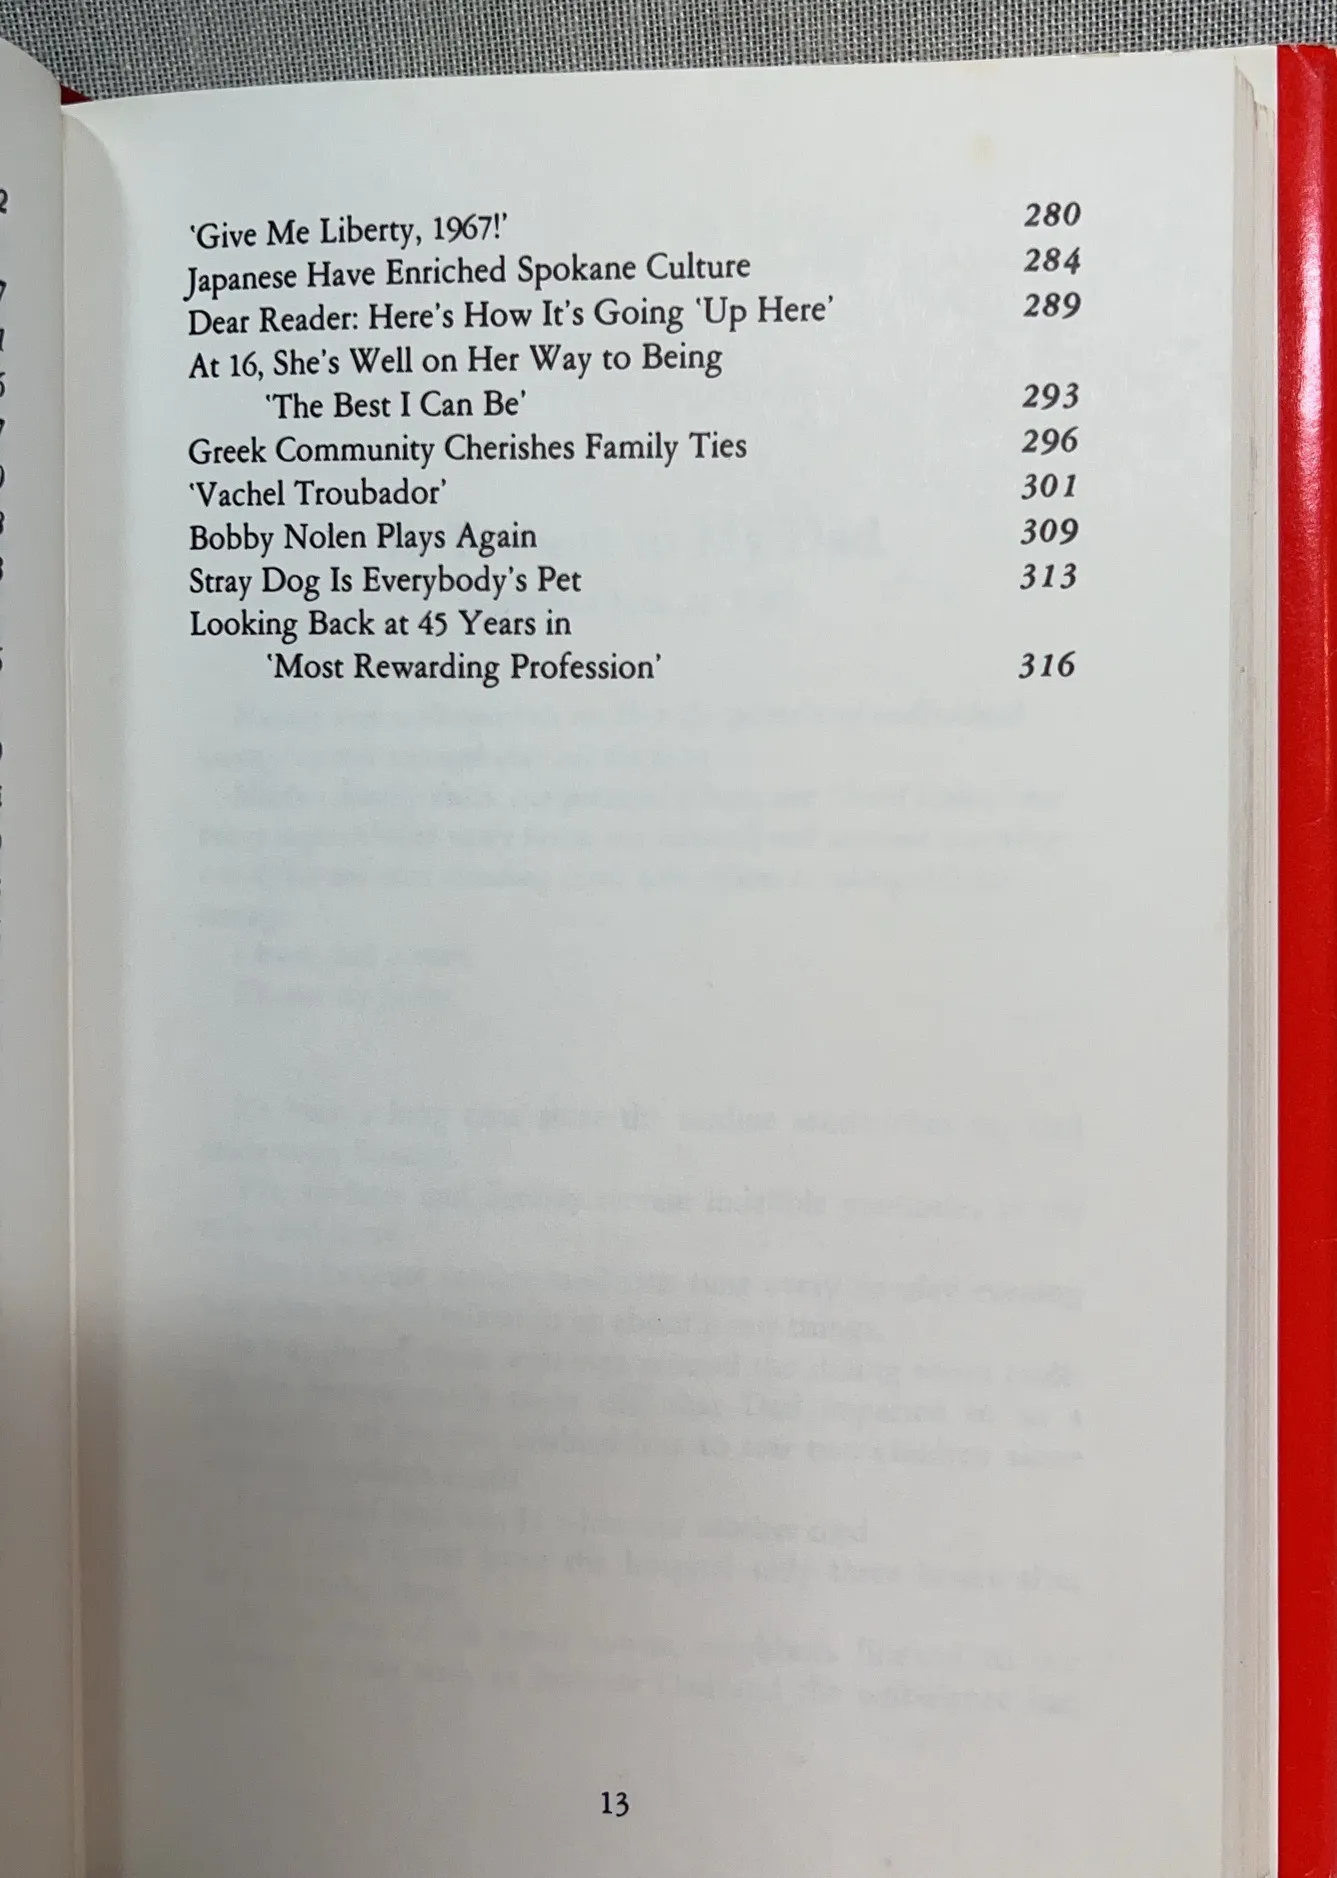 ‘Give Me Liberty, 1967!’ 280
Japanese Have Enriched Spokane Culture 284
Dear Reader: Here's How It's Going ‘Up Here’ 289
At 16, She's Well on Her Way to Being
‘The Best I Can Be’ 293
Greek Community Cherishes Family Ties 296
‘Vachel Troubador’ 301
Bobby Nolen Plays Again 309
Stray Dog Is Everybody's Pet 313
Looking Back at 45 Years in
‘Most Rewarding Profession’ 316
13